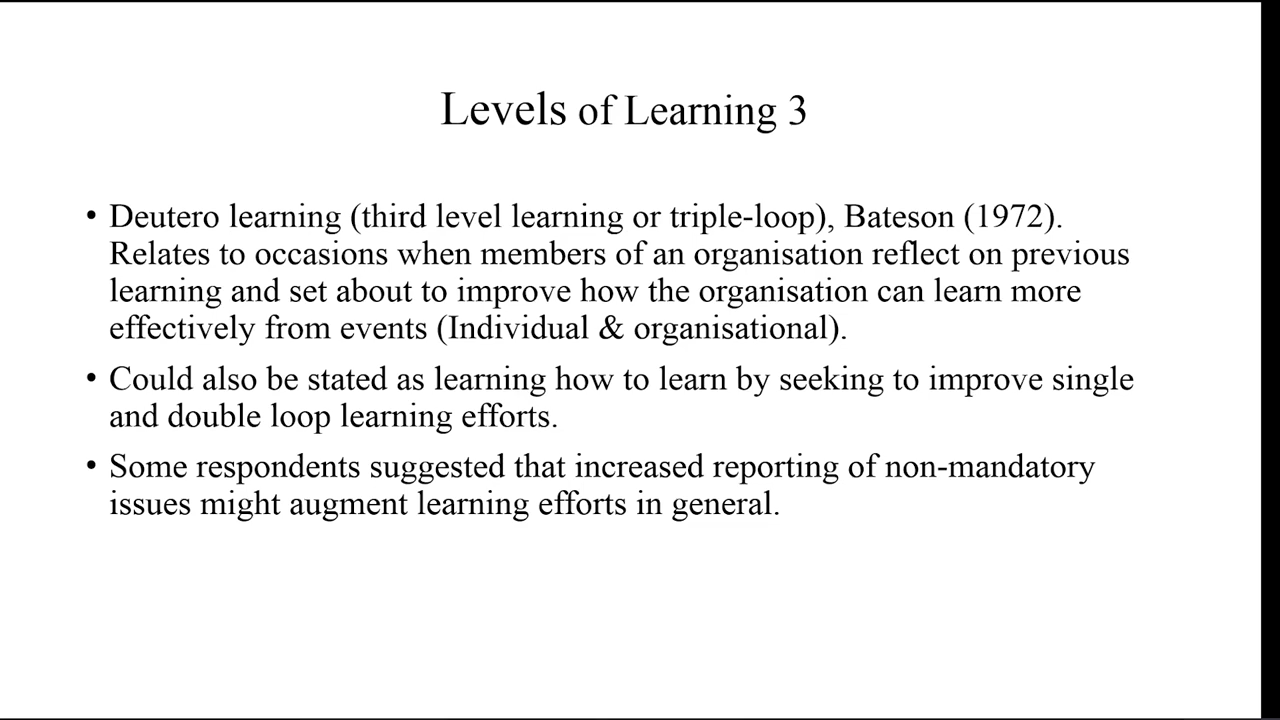 Levels of Learning 3
• Deutero learning (third level learning or triple-loop), Bateson (1972).
Relates to occasions when members of an organisation reflect on previous
learning and set about to improve how the organisation can learn more
effectively from events (Individual & organisational).
• Could also be stated as learning how to learn by seeking to improve single
and double loop learning efforts.
• Some respondents suggested that increased reporting of non-mandatory
issues might augment learning efforts in general.